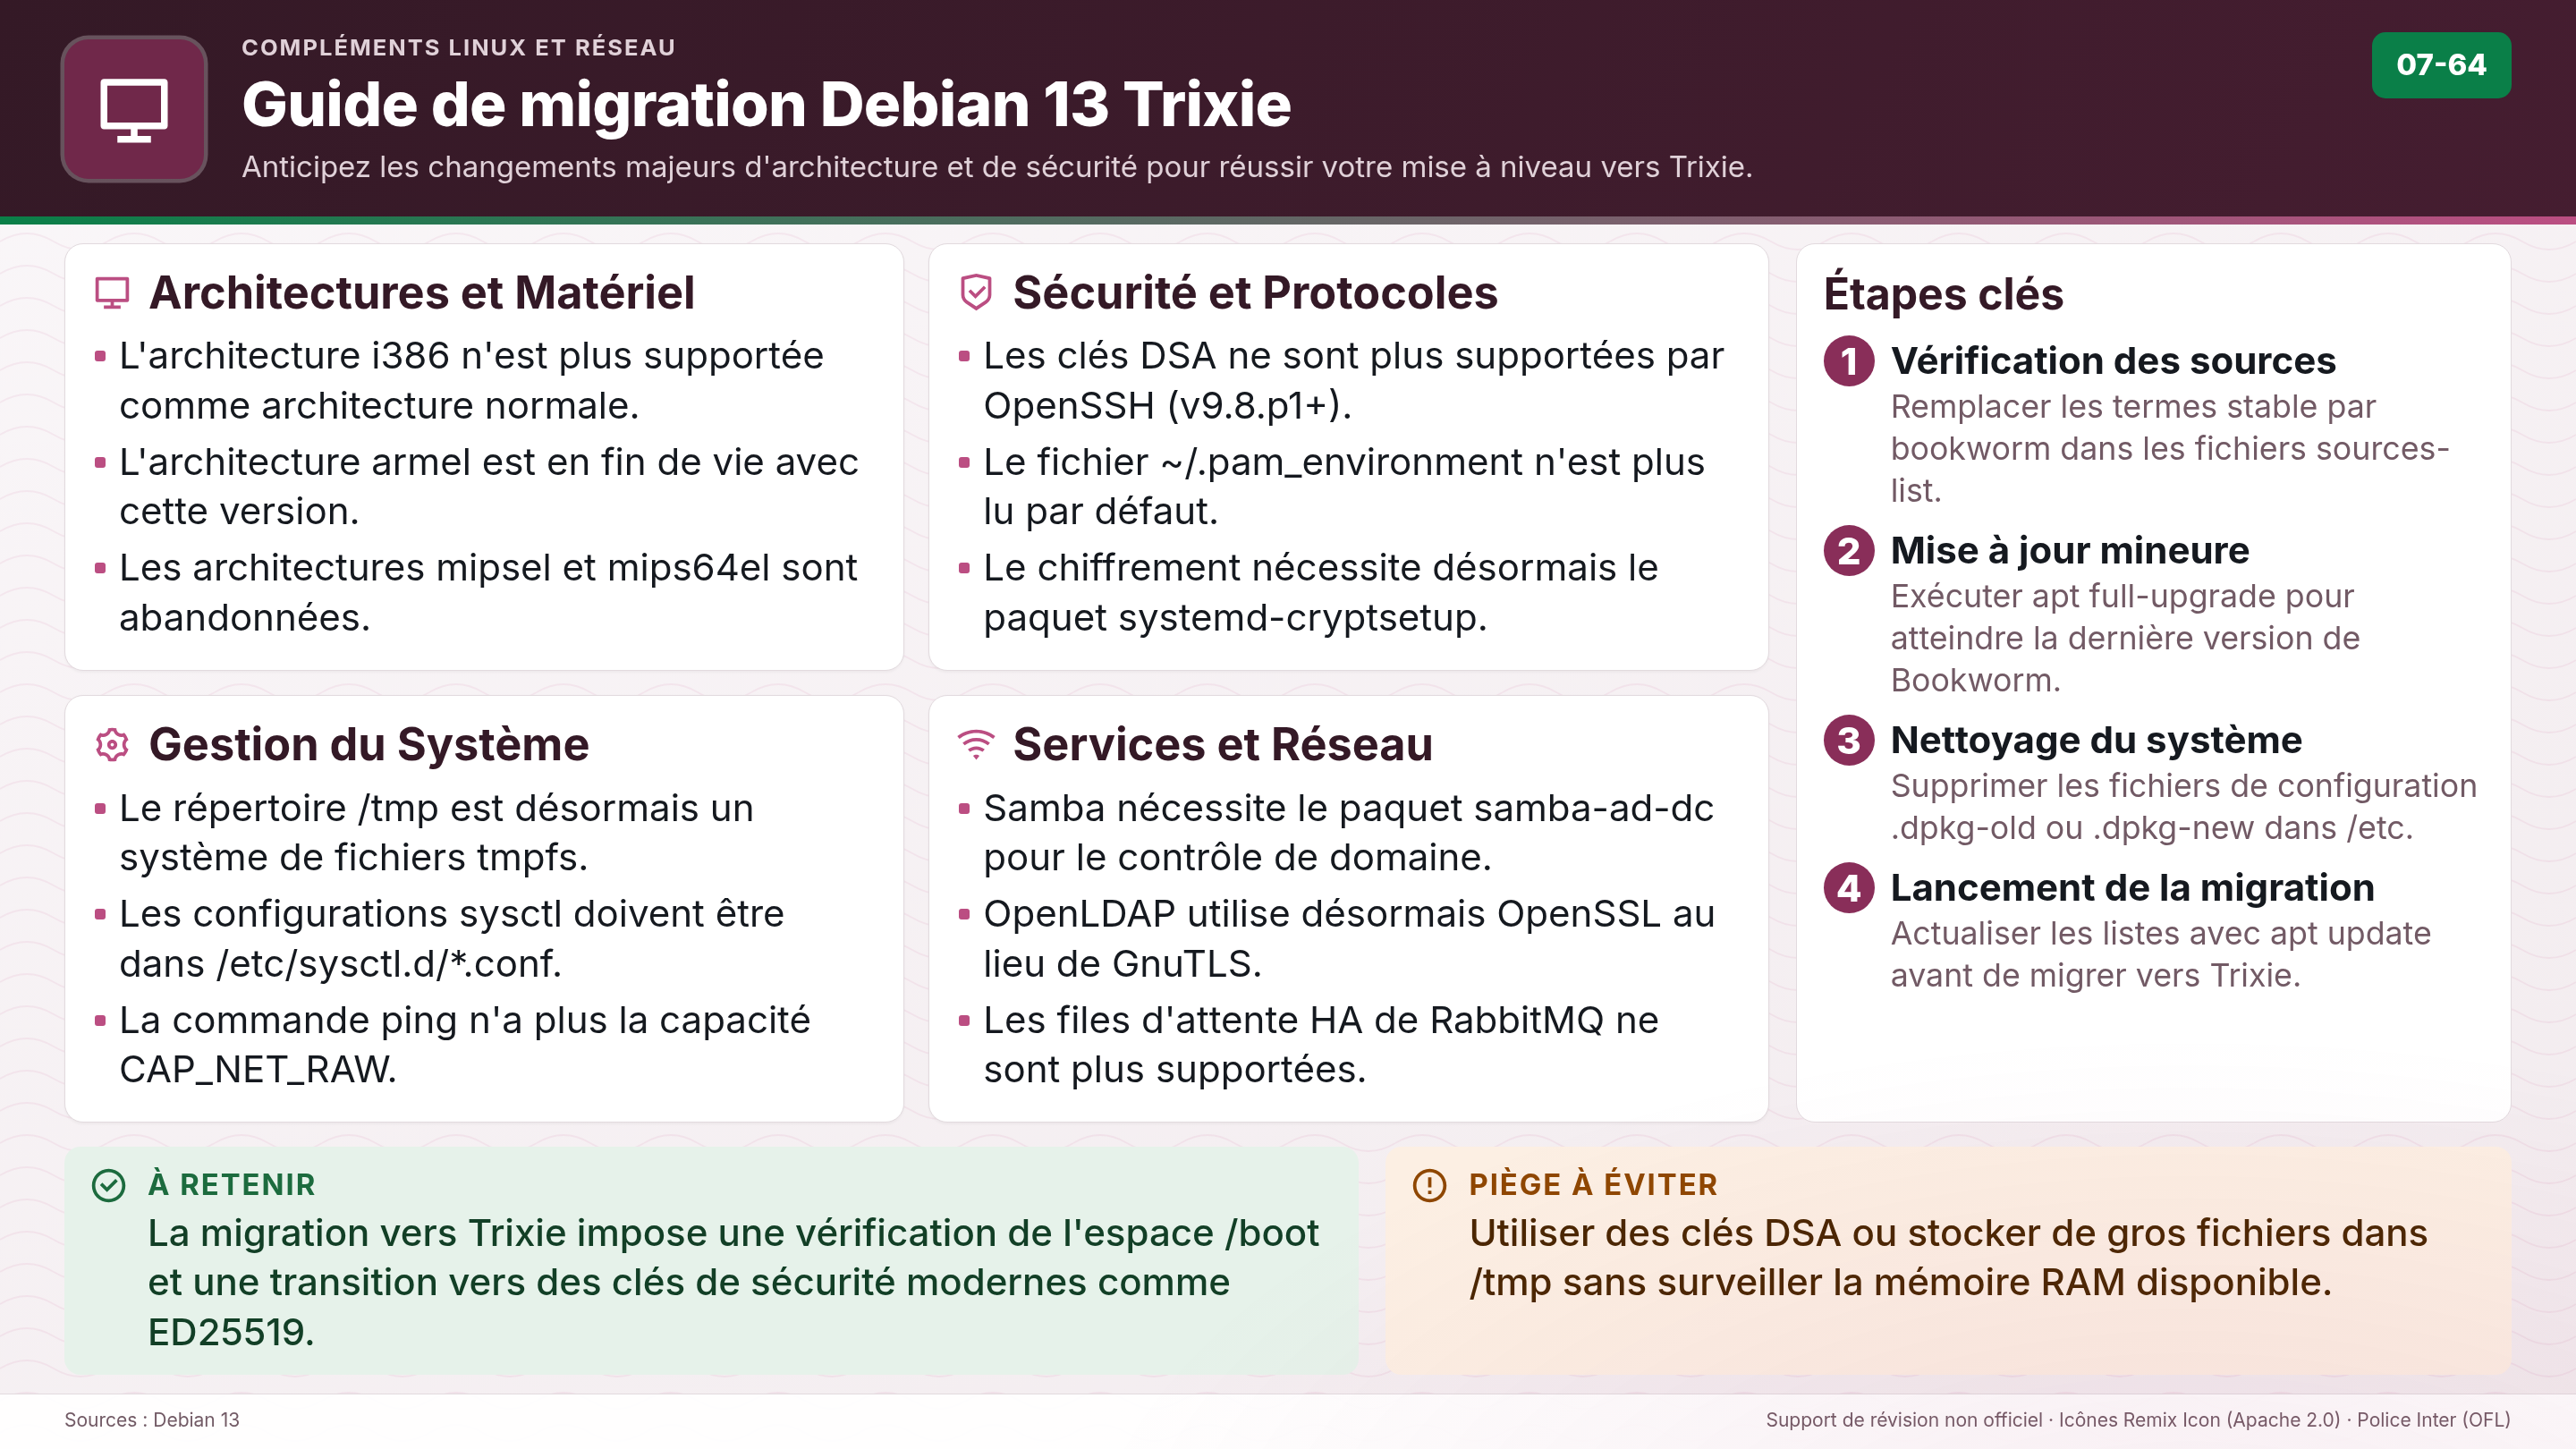 COMPLÉMENTS LINUX ET RÉSEAU
Guide de migration Debian 13 Trixie
Anticipez les changements majeurs d'architecture et de sécurité pour réussir votre mise à niveau vers Trixie.
07-64
Architectures et Matériel
L'architecture i386 n'est plus supportée
comme architecture normale.
L'architecture armel est en fin de vie avec
cette version.
Les architectures mipsel et mips64el sont
abandonnées.
Sécurité et Protocoles
Les clés DSA ne sont plus supportées par
OpenSSH (v9.8.p1+).
Le fichier ~/.pam_environment n'est plus
lu par défaut.
Le chiffrement nécessite désormais le
paquet systemd-cryptsetup.
Gestion du Système
Le répertoire /tmp est désormais un
système de fichiers tmpfs.
Les configurations sysctl doivent être
dans /etc/sysctl.d/*.conf.
La commande ping n'a plus la capacité
CAP_NET_RAW.
Services et Réseau
Samba nécessite le paquet samba-ad-dc
pour le contrôle de domaine.
OpenLDAP utilise désormais OpenSSL au
lieu de GnuTLS.
Les files d'attente HA de RabbitMQ ne
sont plus supportées.
Étapes clés
1 Vérification des sources
Remplacer les termes stable par
bookworm dans les fichiers sources-
list.
2 Mise à jour mineure
Exécuter apt full-upgrade pour
atteindre la dernière version de
Bookworm.
3 Nettoyage du système
Supprimer les fichiers de configuration
.dpkg-old ou .dpkg-new dans /etc.
4 Lancement de la migration
Actualiser les listes avec apt update
avant de migrer vers Trixie.
À RETENIR
La migration vers Trixie impose une vérification de l'espace /boot
et une transition vers des clés de sécurité modernes comme
ED25519.
PIÈGE À ÉVITER
Utiliser des clés DSA ou stocker de gros fichiers dans
/tmp sans surveiller la mémoire RAM disponible.
Sources : Debian 13
Support de révision non officiel · Icônes Remix Icon (Apache 2.0) · Police Inter (OFL)